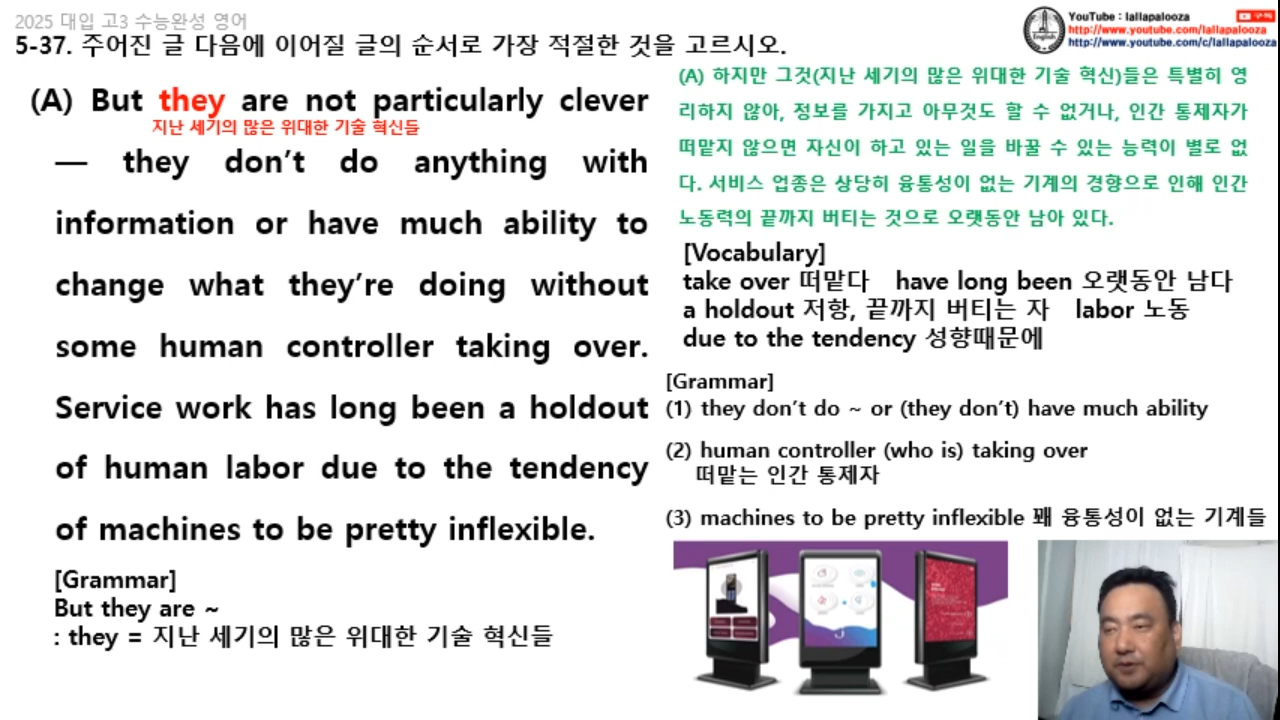 2025 대입 고3 수능완성 영어
5-37. 주어진 글 다음에 이어질 글의 순서로 가장 적절한 것을 고르시오.
YouTube : lallapalooza
http://www.youtube.com/lallapalooza
http://www.youtube.com/c/lallapalooza
(A) But they are not particularly clever
지난 세기의 많은 위대한 기술 혁신들
— they don’t do anything with
information or have much ability to
change what they’re doing without
some human controller taking over.
Service work has long been a holdout
of human labor due to the tendency
of machines to be pretty inflexible.
[Grammar]
But they are ~
: they = 지난 세기의 많은 위대한 기술 혁신들
(A) 하지만 그것(지난 세기의 많은 위대한 기술 혁신)들은 특별히 영
리하지 않아, 정보를 가지고 아무것도 할 수 없거나, 인간 통제자가
떠맡지 않으면 자신이 하고 있는 일을 바꿀 수 있는 능력이 별로 없
다. 서비스 업종은 상당히 융통성이 없는 기계의 경향으로 인해 인간
노동력의 끝까지 버티는 것으로 오랫동안 남아 있다.
[Vocabulary]
take over 떠맡다 have long been 오랫동안 남다
a holdout 저항, 끝까지 버티는 자 labor 노동
due to the tendency 성향때문에
[Grammar]
(1) they don’t do ~ or (they don’t) have much ability
(2) human controller (who is) taking over
떠맡는 인간 통제자
(3) machines to be pretty inflexible 꽤 융통성이 없는 기계들